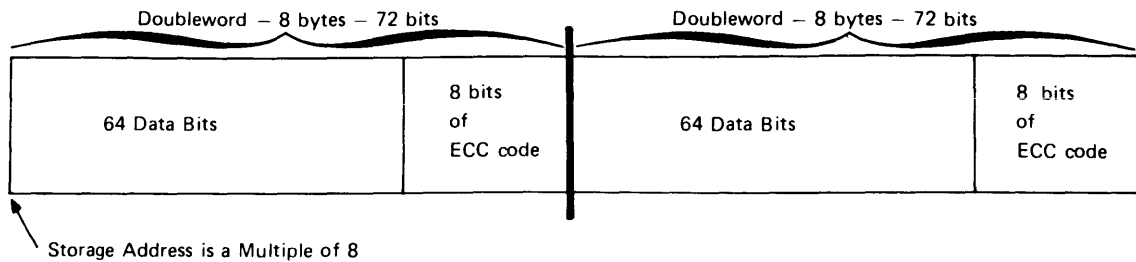 Doubleword – 8 bytes – 72 bits
Doubleword – 8 bytes – 72 bits
64 Data Bits
8 bits
of
ECC code
64 Data Bits
8 bits
of
ECC code
Storage Address is a Multiple of 8